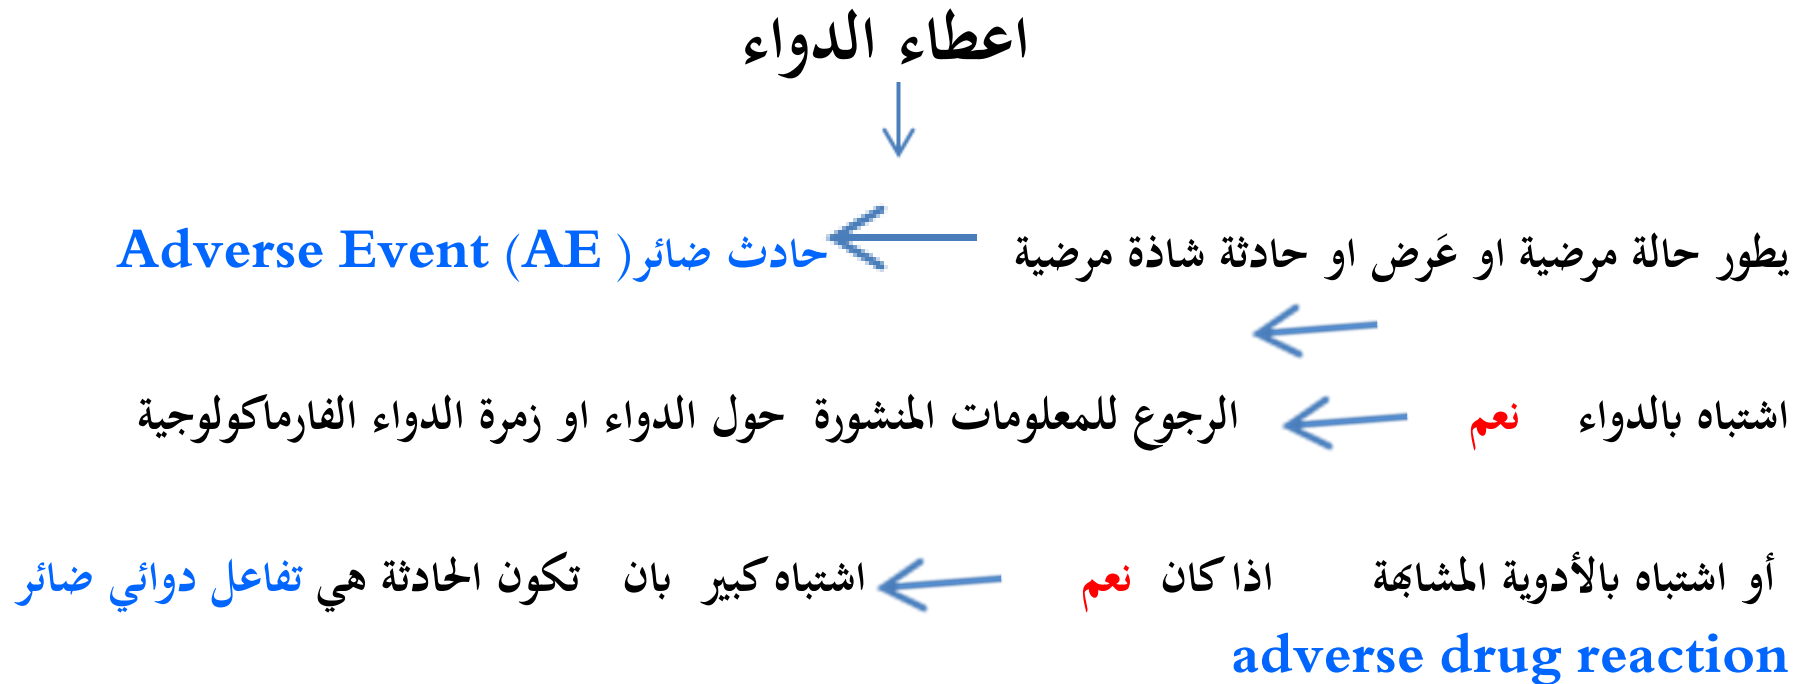 اعطاء الدواء
يطور حالة مرضية او عَرض او حادثة شاذة مرضية حادث ضائر( Adverse Event (AE
اشتباه بالدواء نعم الرجوع للمعلومات المنشورة حول الدواء او زمرة الدواء الفارماكولوجية
أو اشتباه بالأدوية المشابهة اذا كان نعم اشتباه كبير بان تكون الحادثة هي تفاعل دوائي ضائر
adverse drug reaction